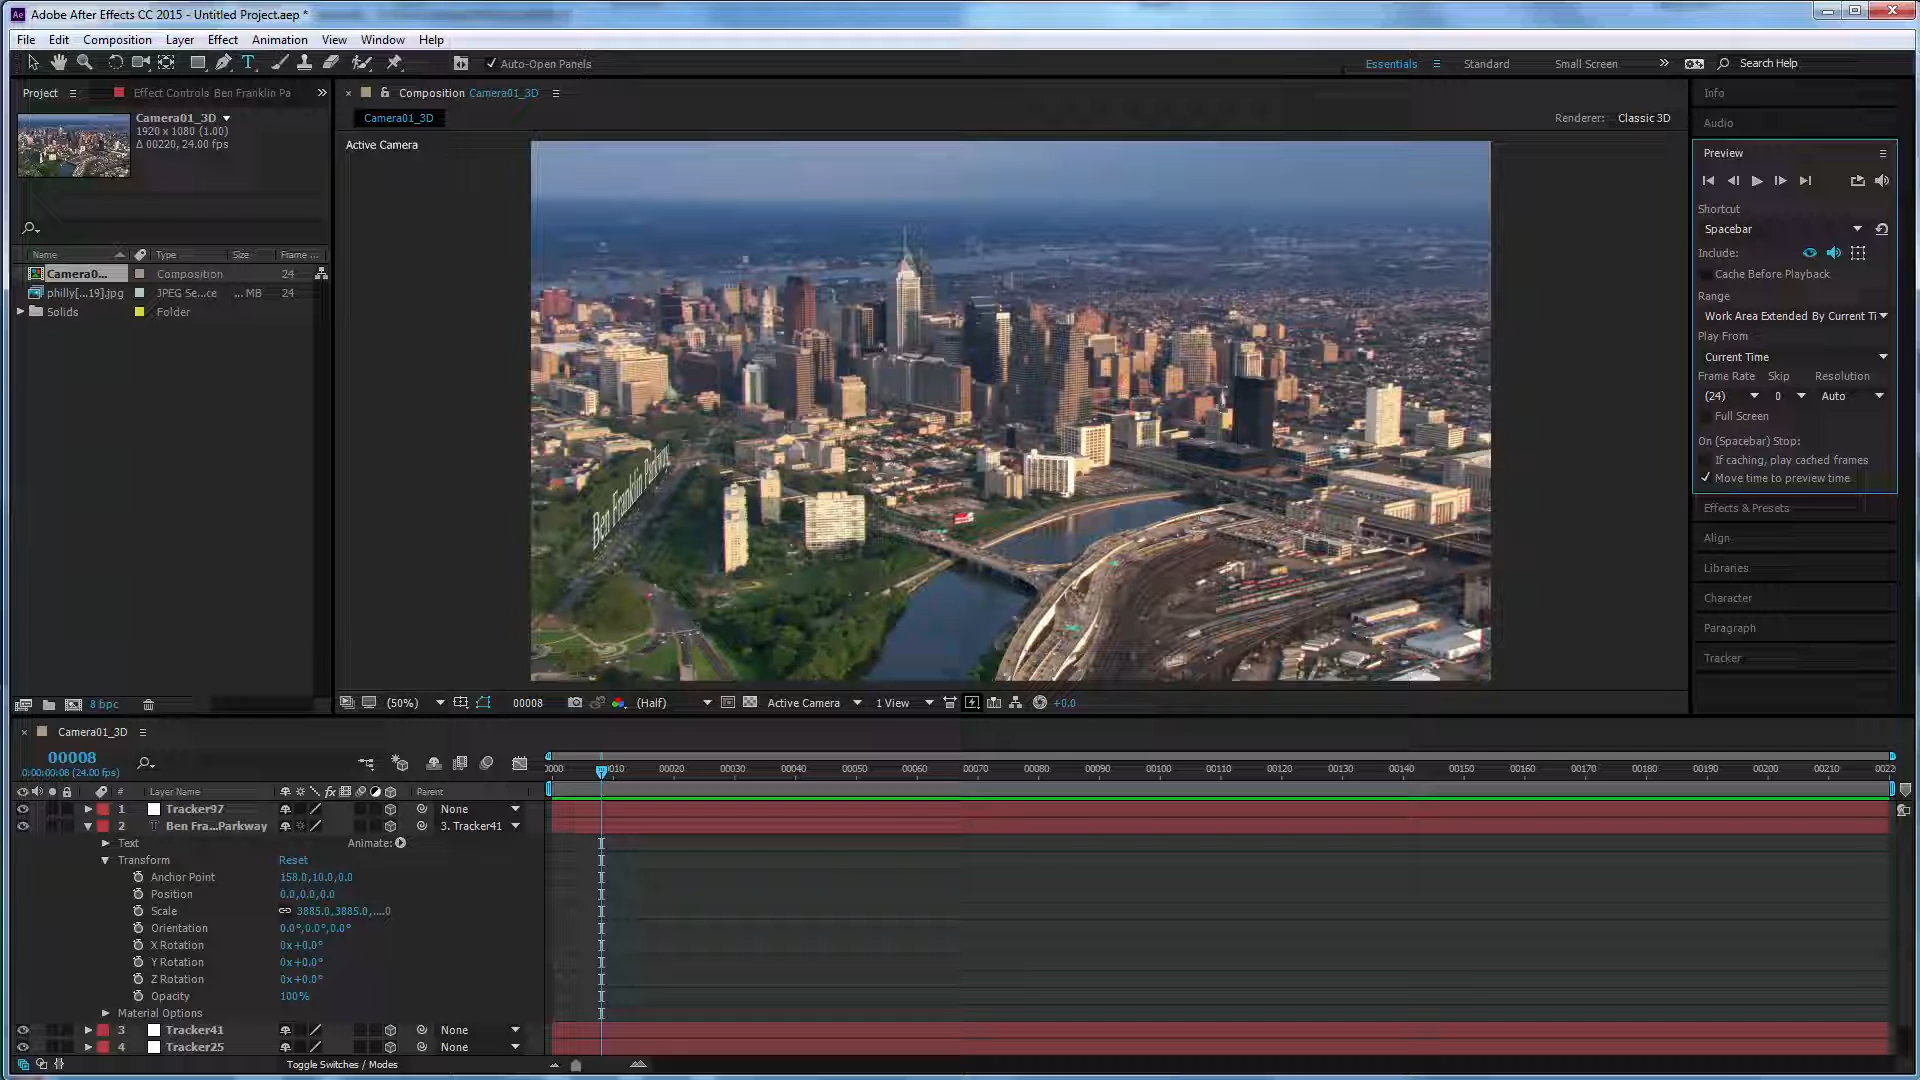 Adobe After Effects CC 2015 - Untitled Project.aep *
File Edit Composition Layer Effect Animation View Window Help
Auto-Open Panels
Essentials Standard Small Screen Search Help
Project Effect Controls Ben Franklin Pa
Composition Camera01_3D
Camera01_3D
Renderer: Classic 3D
Active Camera
Camera01_3D
1920 x 1080 (1.00)
Δ 00220, 24.00 fps
Name Type Size Frame ...
Camera0... Composition 24
philly[...19].jpg JPEG Se...ce ... MB 24
Solids Folder
Ben Franklin Parkway
8 bpc
(50%) 00008 (Half) Active Camera 1 View +0.0
Info
Audio
Preview
Shortcut
Spacebar
Include:
Cache Before Playback
Range
Work Area Extended By Current Ti
Play From
Current Time
Frame Rate Skip Resolution
(24) 0 Auto
Full Screen
On (Spacebar) Stop:
If caching, play cached frames
Move time to preview time
Effects & Presets
Align
Libraries
Character
Paragraph
Tracker
Camera01_3D
00008
0:00:00:08 (24.00 fps)
0000 0010 00020 00030 00040 00050 00060 00070 00080 00090 00100 00110 00120 00130 00140 00150 00160 00170 00180 00190 00200 00210 0022
# Layer Name fx Parent
1 Tracker97 None
2 T Ben Fra...Parkway 3. Tracker41
Text Animate:
Transform Reset
Anchor Point 158.0,10.0,0.0
Position 0.0,0.0,0.0
Scale 3885.0,3885.0,....0
Orientation 0.0°,0.0°,0.0°
X Rotation 0x+0.0°
Y Rotation 0x+0.0°
Z Rotation 0x+0.0°
Opacity 100%
Material Options
3 Tracker41 None
4 Tracker25 None
Toggle Switches / Modes